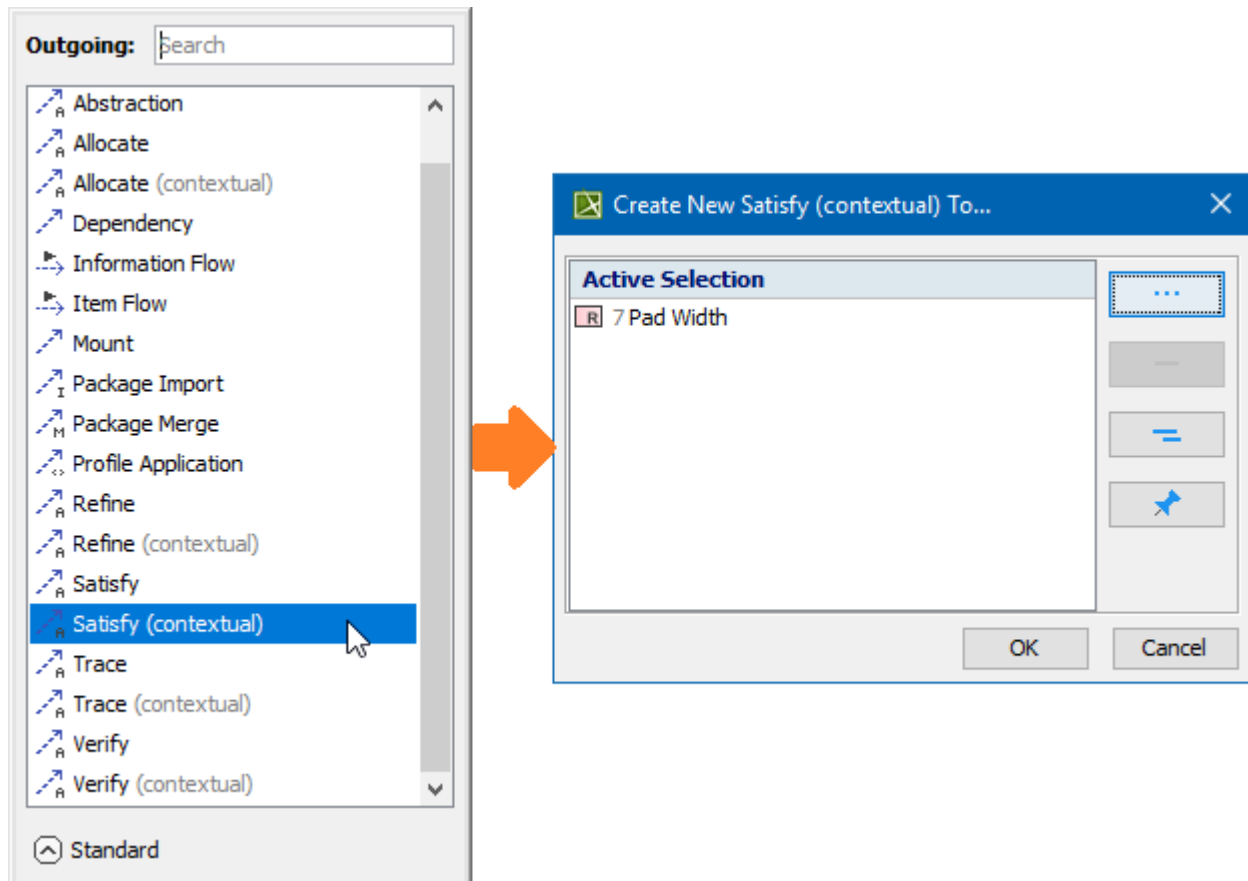 Outgoing: Search
Abstraction
Allocate
Allocate (contextual)
Dependency
Information Flow
Item Flow
Mount
Package Import
Package Merge
Profile Application
Refine
Refine (contextual)
Satisfy
Satisfy (contextual)
Trace
Trace (contextual)
Verify
Verify (contextual)
Standard
Create New Satisfy (contextual) To...
Active Selection
R 7 Pad Width
OK Cancel